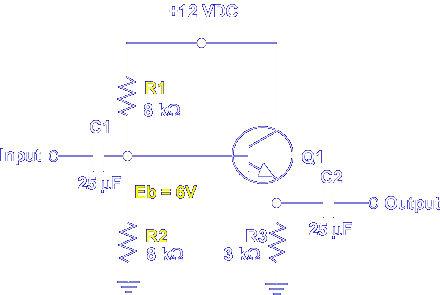 +12 VDC
R1
8 kΩ
C1
Input
Q1
25 µF
Eb = 6V
C2
Output
R2
8 kΩ
R3
3 kΩ
25 µF